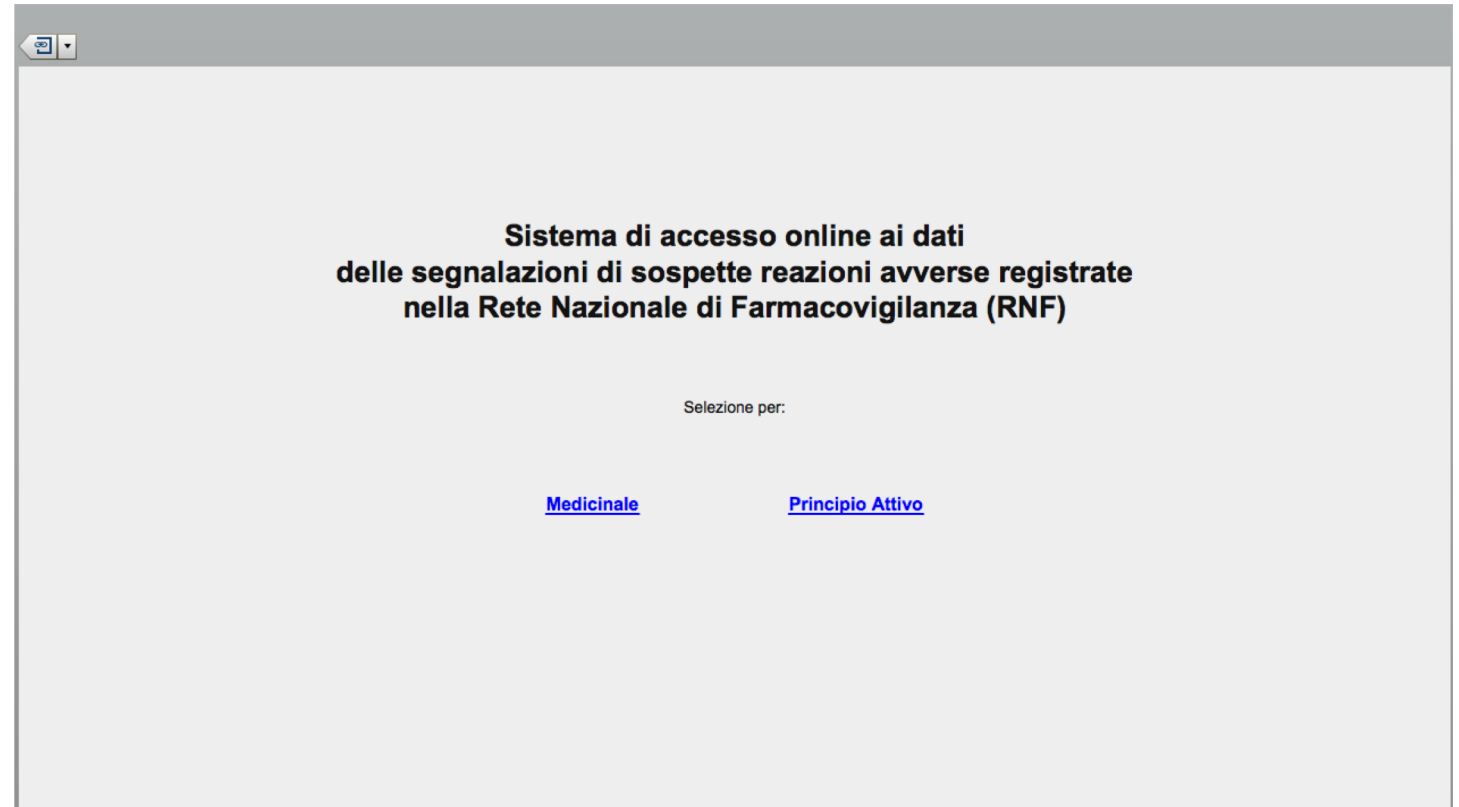 Sistema di accesso online ai dati
delle segnalazioni di sospette reazioni avverse registrate
nella Rete Nazionale di Farmacovigilanza (RNF)
Selezione per:
Medicinale Principio Attivo